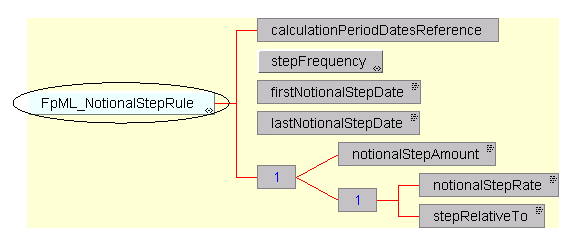 calculationPeriodDatesReference
stepFrequency
FpML_NotionalStepRule
firstNotionalStepDate
lastNotionalStepDate
1
notionalStepAmount
1
notionalStepRate
stepRelativeTo